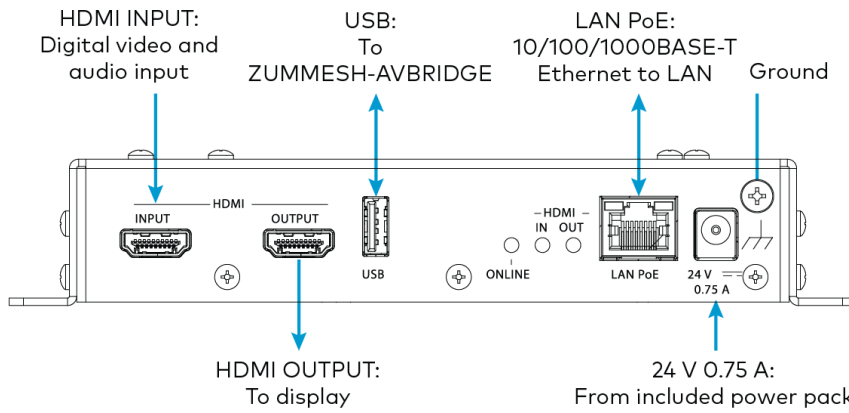 HDMI INPUT:
Digital video and
audio input
USB:
To
ZUMMESH-AVBRIDGE
LAN PoE:
10/100/1000BASE-T
Ethernet to LAN
Ground
HDMI
INPUT
OUTPUT
USB
HDMI
IN OUT
ONLINE
LAN PoE
24 V
0.75 A
HDMI OUTPUT:
To display
24 V 0.75 A:
From included power pack